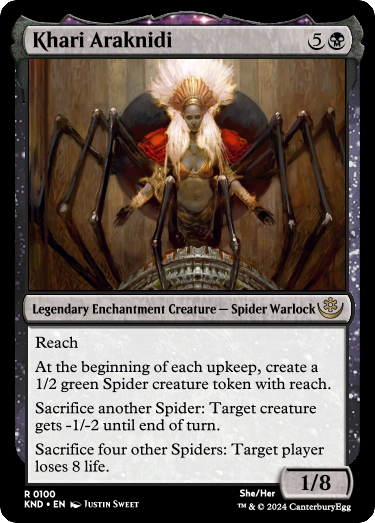 Khari Araknidi 5
Legendary Enchantment Creature — Spider Warlock
Reach
At the beginning of each upkeep, create a
1/2 green Spider creature token with reach.
Sacrifice another Spider: Target creature
gets -1/-2 until end of turn.
Sacrifice four other Spiders: Target player
loses 8 life.
1/8
R 0100 She/Her
KND • EN Justin Sweet ™ & © 2024 CanterburyEgg